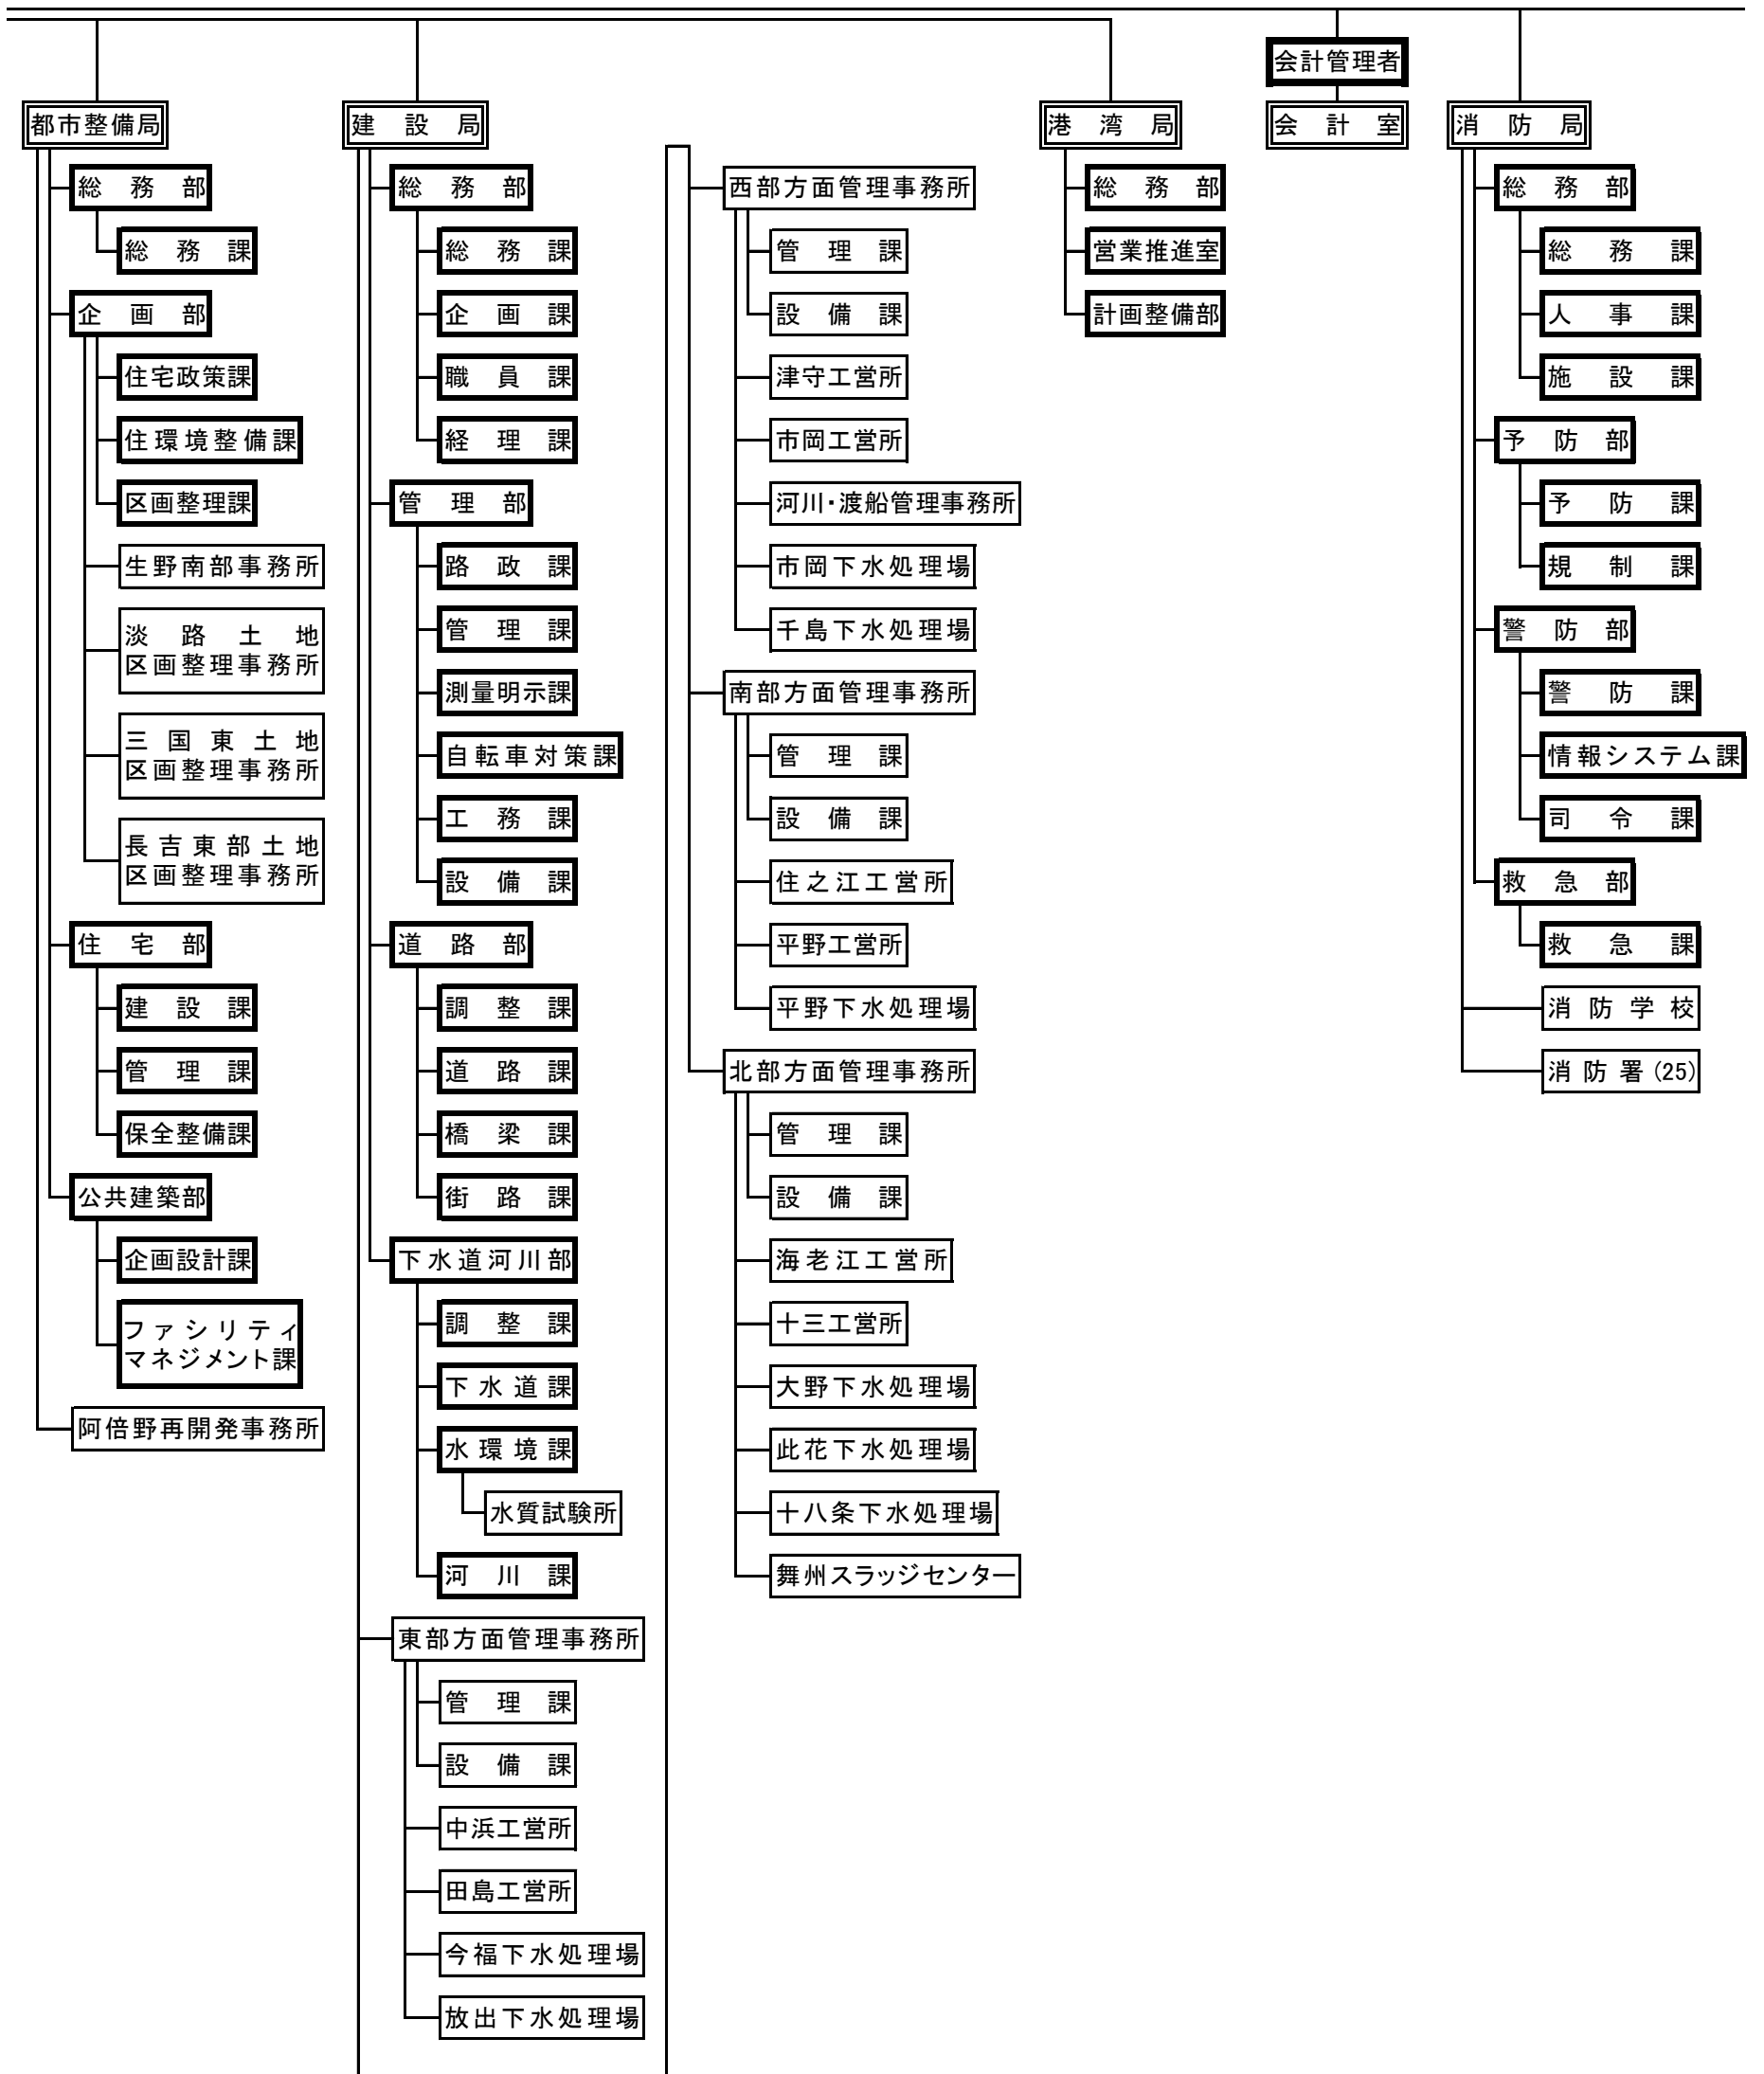 都市整備局
総務部
総務課
企画部
住宅政策課
住環境整備課
区画整理課
生野南部事務所
淡路土地
区画整理事務所
三国東土地
区画整理事務所
長吉東部土地
区画整理事務所
住宅部
建設課
管理課
保全整備課
公共建築部
企画設計課
ファシリティ
マネジメント課
阿倍野再開発事務所
建設局
総務部
総務課
企画課
職員課
経理課
管理部
路政課
管理課
測量明示課
自転車対策課
工務課
設備課
道路部
調整課
道路課
橋梁課
街路課
下水道河川部
調整課
下水道課
水環境課
水質試験所
河川課
東部方面管理事務所
管理課
設備課
中浜工営所
田島工営所
今福下水処理場
放出下水処理場
西部方面管理事務所
管理課
設備課
津守工営所
市岡工営所
河川・渡船管理事務所
市岡下水処理場
千島下水処理場
南部方面管理事務所
管理課
設備課
住之江工営所
平野工営所
平野下水処理場
北部方面管理事務所
管理課
設備課
海老江工営所
十三工営所
大野下水処理場
此花下水処理場
十八条下水処理場
舞州スラッジセンター
港湾局
総務部
営業推進室
計画整備部
会計管理者
会計室
消防局
総務部
総務課
人事課
施設課
予防部
予防課
規制課
警防部
警防課
情報システム課
司令課
救急部
救急課
消防学校
消防署(25)